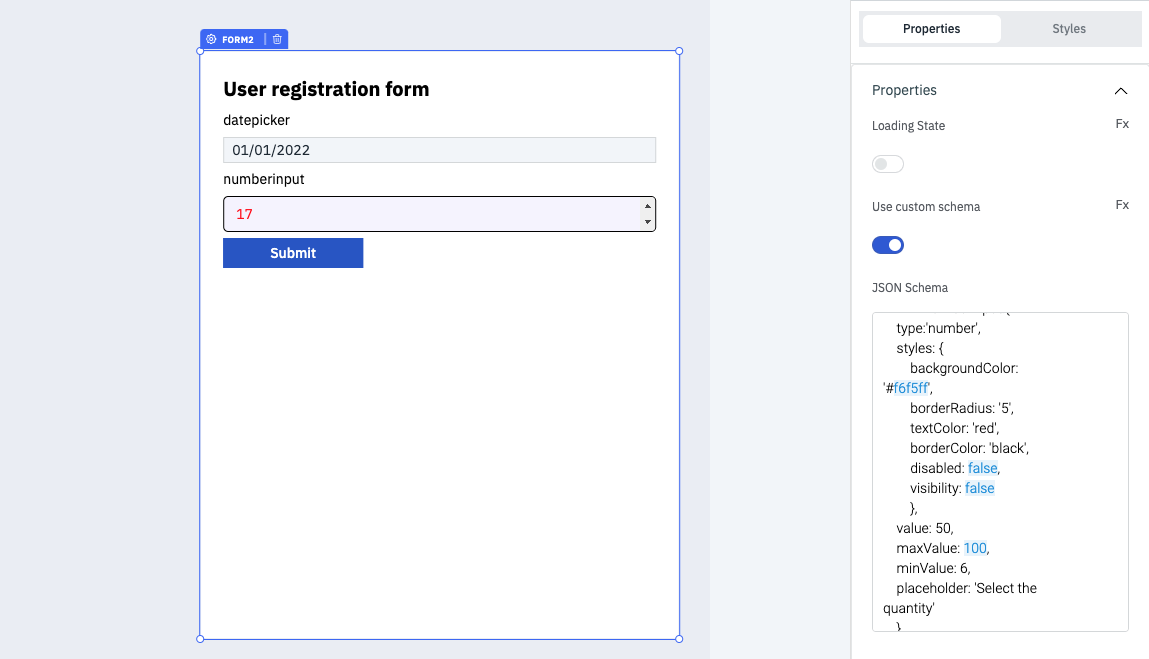 FORM2
User registration form
datepicker
01/01/2022
numberinput
17
Submit
Properties
Styles
Properties
Loading State
Fx
Use custom schema
Fx
JSON Schema
type:'number',
styles: {
backgroundColor:
'#f6f5ff',
borderRadius: '5',
textColor: 'red',
borderColor: 'black',
disabled: false,
visibility: false
},
value: 50,
maxValue: 100,
minValue: 6,
placeholder: 'Select the
quantity'
}